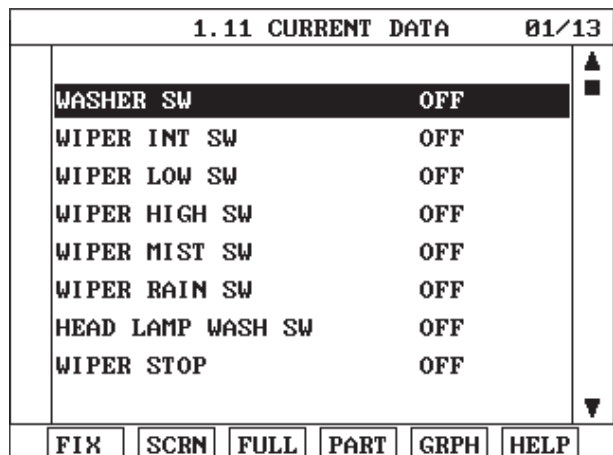 1.11 CURRENT DATA 01/13
WASHER SW OFF
WIPER INT SW OFF
WIPER LOW SW OFF
WIPER HIGH SW OFF
WIPER MIST SW OFF
WIPER RAIN SW OFF
HEAD LAMP WASH SW OFF
WIPER STOP OFF
FIX SCRN FULL PART GRPH HELP